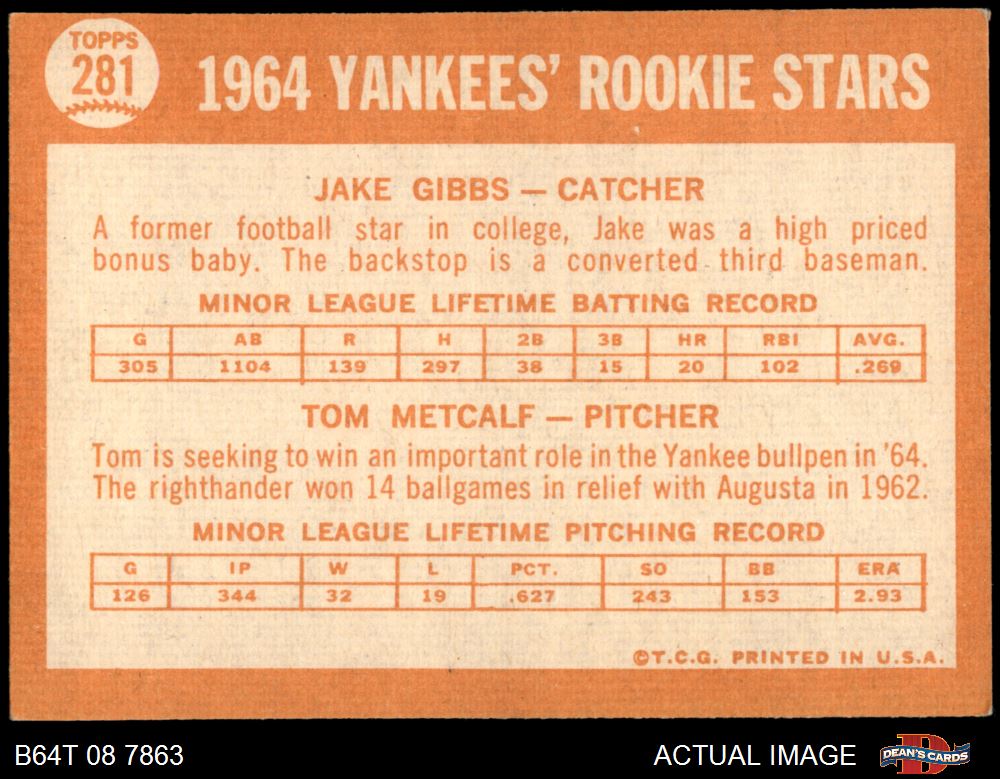 TOPPS
281
1964 YANKEES' ROOKIE STARS
JAKE GIBBS — CATCHER
A former football star in college, Jake was a high priced
bonus baby. The backstop is a converted third baseman.
MINOR LEAGUE LIFETIME BATTING RECORD
G AB R H 2B 3B HR RBI AVG.
305 1104 139 297 38 15 20 102 .269
TOM METCALF — PITCHER
Tom is seeking to win an important role in the Yankee bullpen in '64.
The righthander won 14 ballgames in relief with Augusta in 1962.
MINOR LEAGUE LIFETIME PITCHING RECORD
G IP W L PCT. SO BB ERA
126 344 32 19 .627 243 153 2.93
©T.C.G. PRINTED IN U.S.A.
B64T 08 7863 ACTUAL IMAGE DEAN'S CARDS